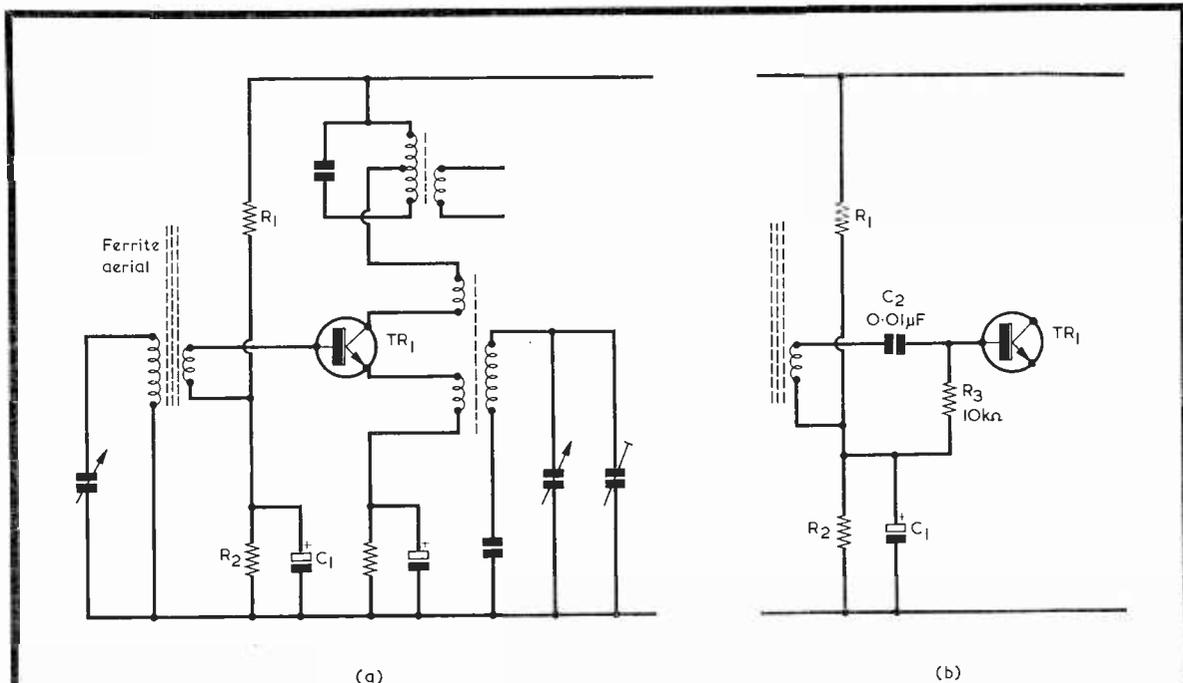 Ferrite
aerial
R1
TR1
R2
C1
+
+
(a)
R1
C2
0·01µF
TR1
R3
10kΩ
R2
C1
+
(b)